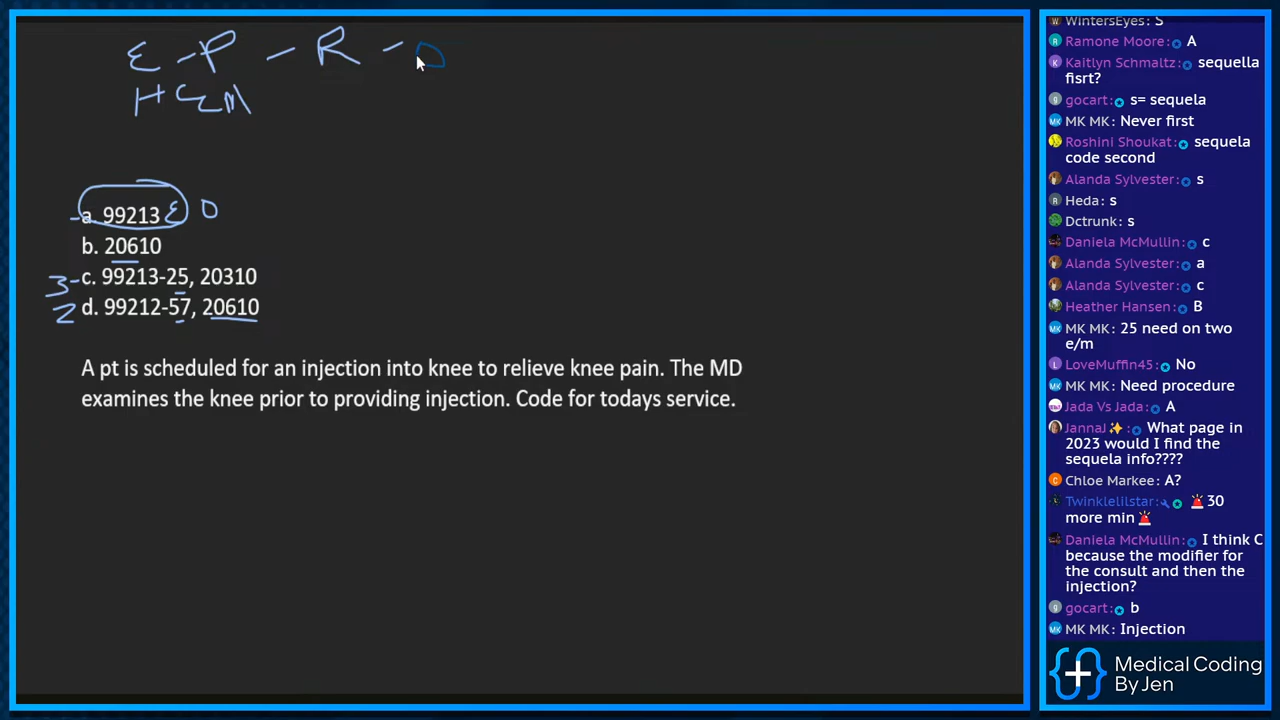 E - P - R - D
H E M
a. 99213 E D
b. 20610
3- c. 99213-25, 20310
2 d. 99212-57, 20610
A pt is scheduled for an injection into knee to relieve knee pain. The MD
examines the knee prior to providing injection. Code for todays service.
WintersEyes: S
Ramone Moore: A
Kaitlyn Schmaltz: sequella
fisrt?
gocart: s= sequela
MK MK: Never first
Roshini Shoukat: sequela
code second
Alanda Sylvester: s
Heda: s
Dctrunk: s
Daniela McMullin: c
Alanda Sylvester: a
Alanda Sylvester: c
Heather Hansen: B
MK MK: 25 need on two
e/m
LoveMuffin45: No
MK MK: Need procedure
Jada Vs Jada: A
JannaJ✨: What page in
2023 would I find the
sequela info????
Chloe Markee: A?
Twinklelilstar: 🚨30
more min🚨
Daniela McMullin: I think C
because the modifier for
the consult and then the
injection?
gocart: b
MK MK: Injection
Medical Coding
By Jen